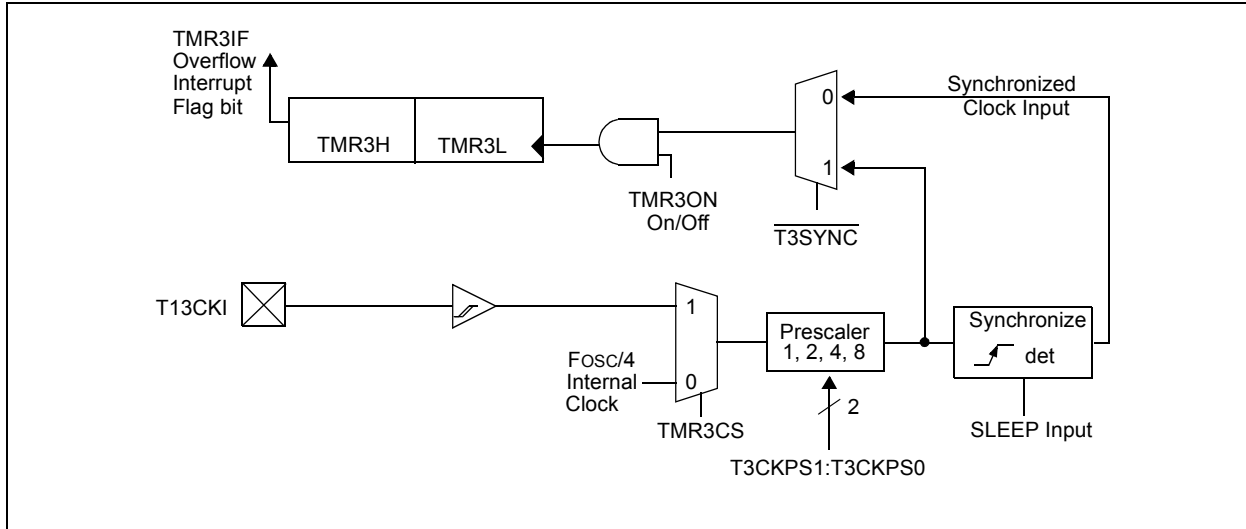 TMR3IF
Overflow
Interrupt
Flag bit
TMR3H
TMR3L
TMR3ON
On/Off
0
1
T3SYNC
Synchronized
Clock Input
T13CKI
1
0
FOSC/4
Internal
Clock
TMR3CS
Prescaler
1, 2, 4, 8
2
T3CKPS1:T3CKPS0
Synchronize
det
SLEEP Input